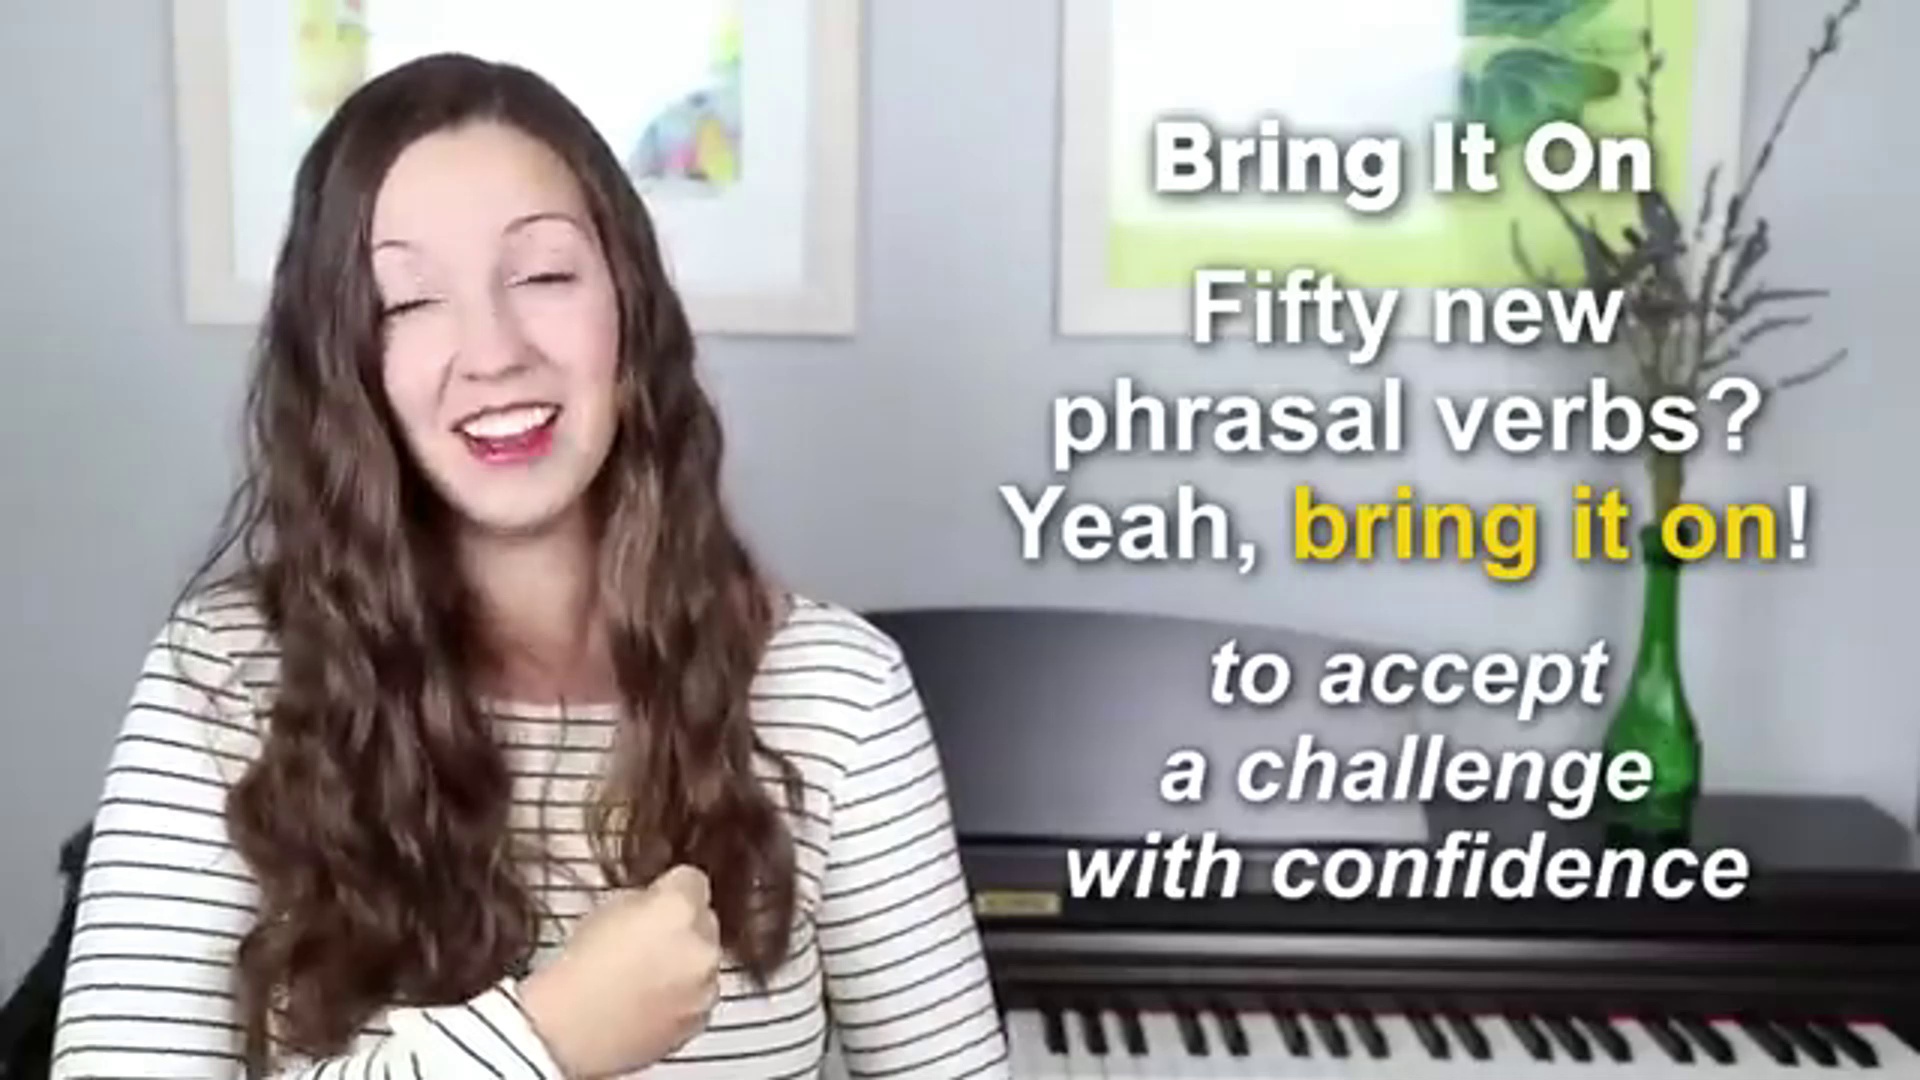 Bring It On
Fifty new
phrasal verbs?
Yeah, bring it on!
to accept
a challenge
with confidence